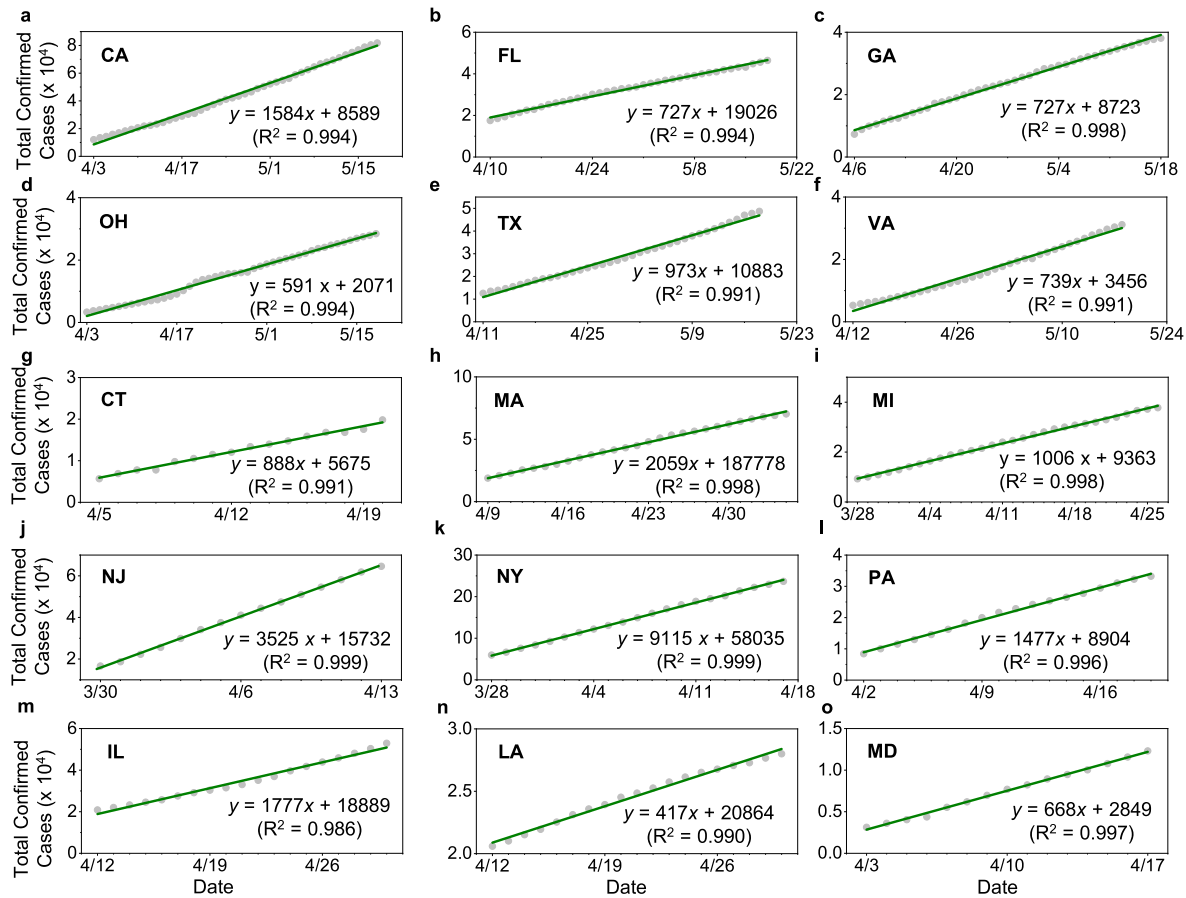 a
b
c
Total Confirmed
Cases (x 10⁴)
8
6
4
2
0
CA
y = 1584x + 8589
(R² = 0.994)
4/3
4/17
5/1
5/15
6
4
2
0
FL
y = 727x + 19026
(R² = 0.994)
4/10
4/24
5/8
5/22
4
2
0
GA
y = 727x + 8723
(R² = 0.998)
4/6
4/20
5/4
5/18
d
e
f
Total Confirmed
Cases (x 10⁴)
4
2
0
OH
y = 591 x + 2071
(R² = 0.994)
4/3
4/17
5/1
5/15
5
4
3
2
1
0
TX
y = 973x + 10883
(R² = 0.991)
4/11
4/25
5/9
5/23
4
2
0
VA
y = 739x + 3456
(R² = 0.991)
4/12
4/26
5/10
5/24
g
h
i
Total Confirmed
Cases (x 10⁴)
3
2
1
0
CT
y = 888x + 5675
(R² = 0.991)
4/5
4/12
4/19
10
5
0
MA
y = 2059x + 187778
(R² = 0.998)
4/9
4/16
4/23
4/30
4
2
0
MI
y = 1006 x + 9363
(R² = 0.998)
3/28
4/4
4/11
4/18
4/25
j
k
l
Total Confirmed
Cases (x 10⁴)
6
4
2
NJ
y = 3525 x + 15732
(R² = 0.999)
3/30
4/6
4/13
30
20
10
0
NY
y = 9115 x + 58035
(R² = 0.999)
3/28
4/4
4/11
4/18
4
3
2
1
0
PA
y = 1477x + 8904
(R² = 0.996)
4/2
4/9
4/16
m
n
o
Total Confirmed
Cases (x 10⁴)
6
4
2
0
IL
y = 1777x + 18889
(R² = 0.986)
4/12
4/19
4/26
Date
3.0
2.5
2.0
LA
y = 417x + 20864
(R² = 0.990)
4/12
4/19
4/26
Date
1.5
1.0
0.5
0.0
MD
y = 668x + 2849
(R² = 0.997)
4/3
4/10
4/17
Date